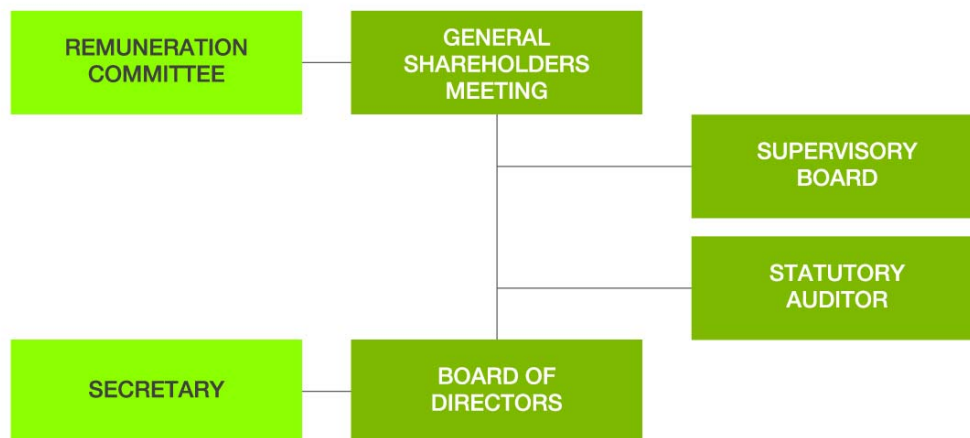 REMUNERATION
COMMITTEE
GENERAL
SHAREHOLDERS
MEETING
SUPERVISORY
BOARD
STATUTORY
AUDITOR
SECRETARY
BOARD OF
DIRECTORS